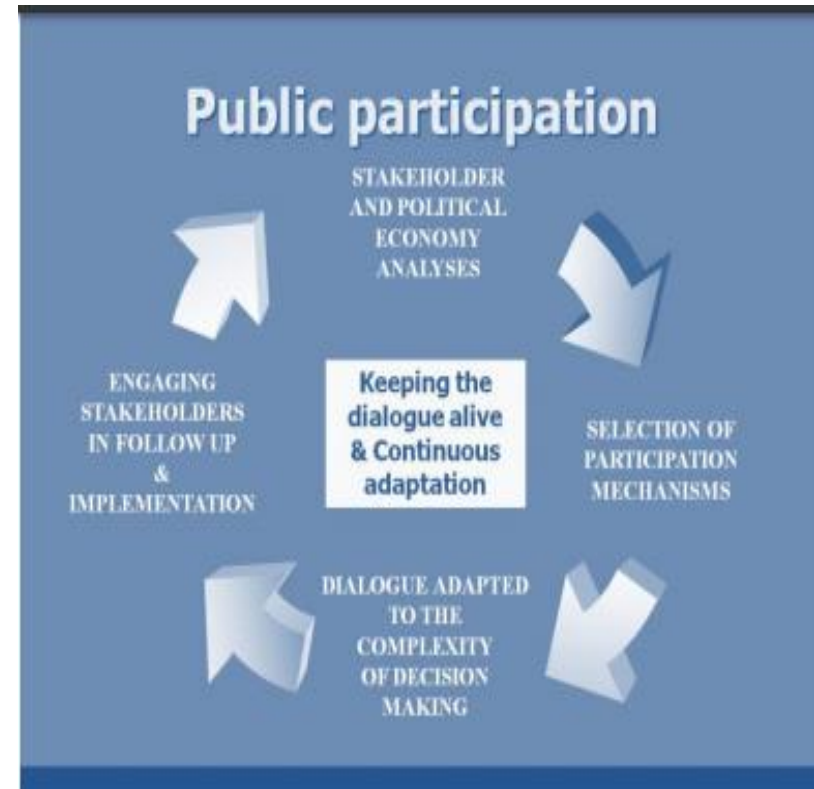 Public participation
STAKEHOLDER
AND POLITICAL
ECONOMY
ANALYSES
SELECTION OF
PARTICIPATION
MECHANISMS
DIALOGUE ADAPTED
TO THE
COMPLEXITY
OF DECISION
MAKING
ENGAGING
STAKEHOLDERS
IN FOLLOW UP
&
IMPLEMENTATION
Keeping the
dialogue alive
& Continuous
adaptation